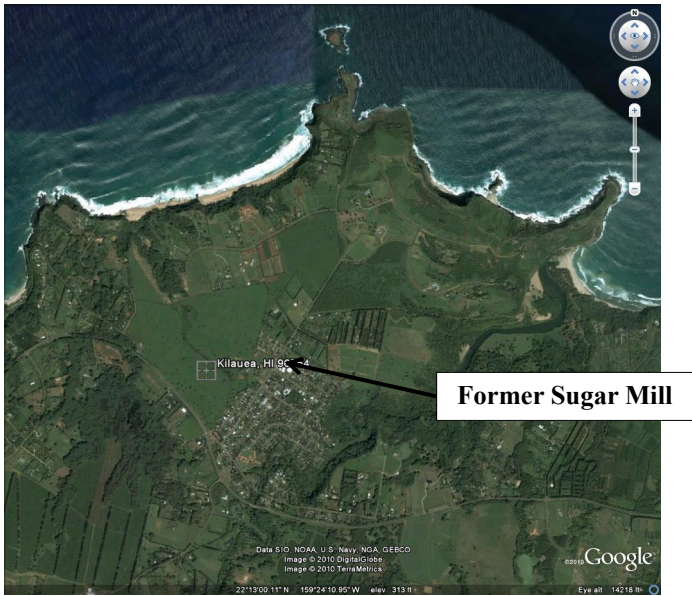 N
Kilauea, HI
Former Sugar Mill
Data SIO, NOAA, U.S. Navy, NGA, GEBCO
Image © 2010 DigitalGlobe
Image © 2010 TerraMetrics
©2010 Google
22°13'00.11" N 159°24'10.95" W elev 313 ft
Eye alt 14218 ft